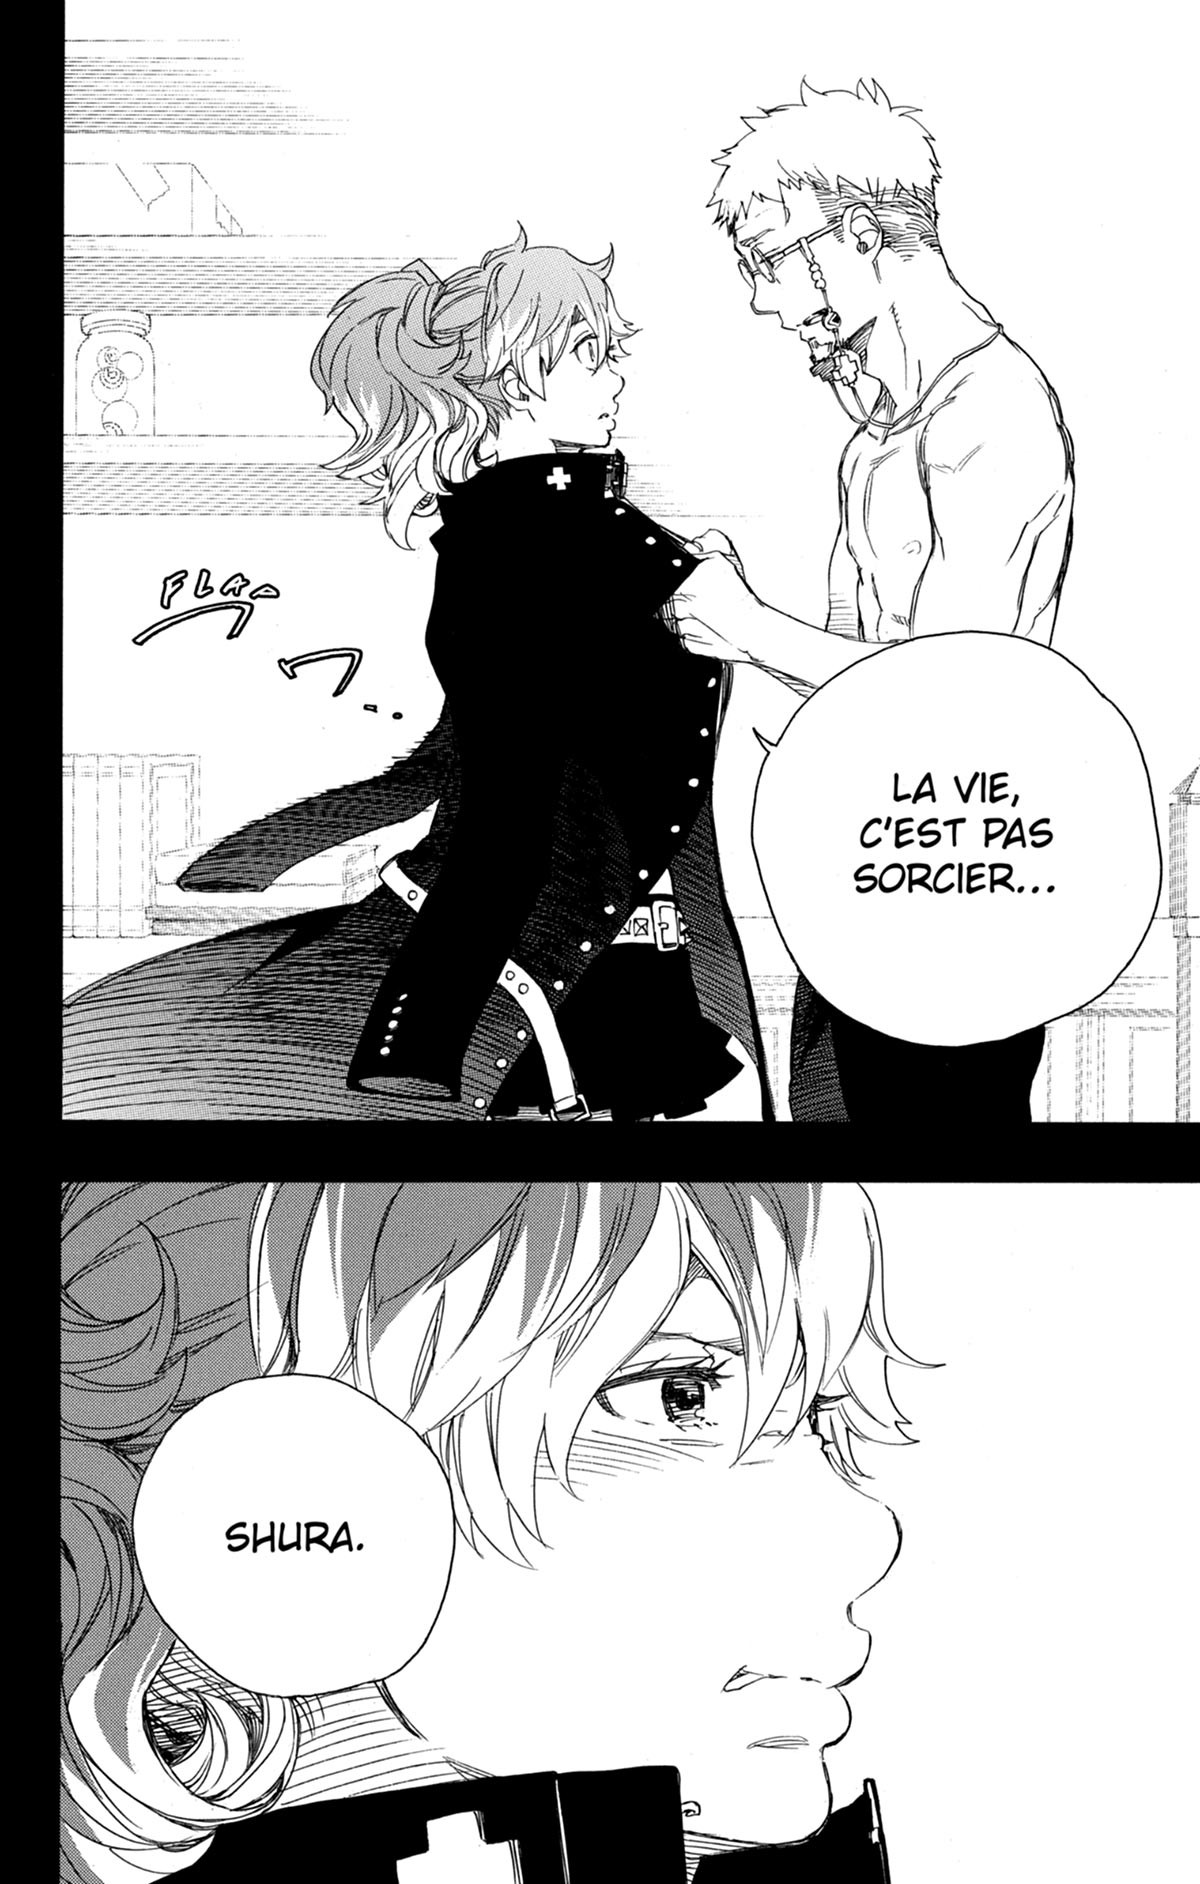 FLAP
LA VIE,
C'EST PAS
SORCIER...
SHURA.